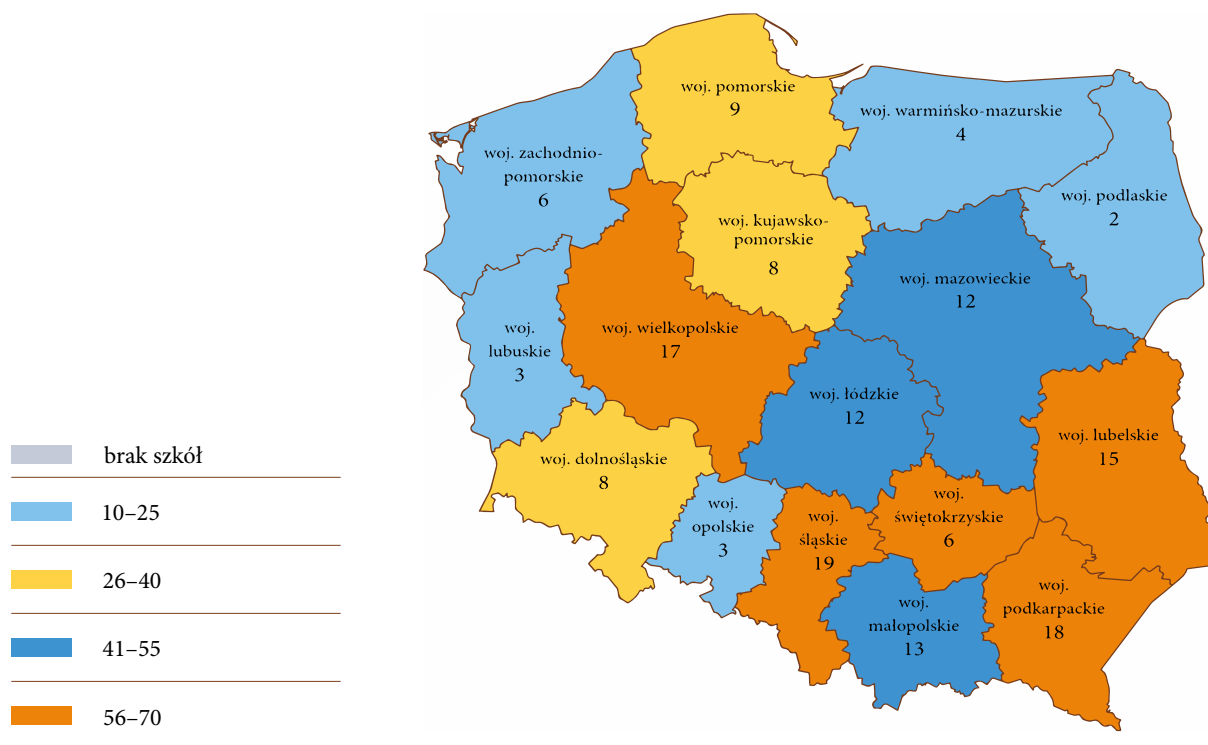 woj. pomorskie
9
woj. warmińsko-mazurskie
4
woj. zachodnio-
pomorskie
6
woj. podlaskie
2
woj. kujawsko-
pomorskie
8
woj. mazowieckie
12
woj.
lubuskie
3
woj. wielkopolskie
17
woj. łódzkie
12
woj. lubelskie
15
woj. dolnośląskie
8
woj.
opolskie
3
woj.
śląskie
19
woj.
świętokrzyskie
6
woj.
małopolskie
13
woj.
podkarpackie
18
brak szkół
10–25
26–40
41–55
56–70